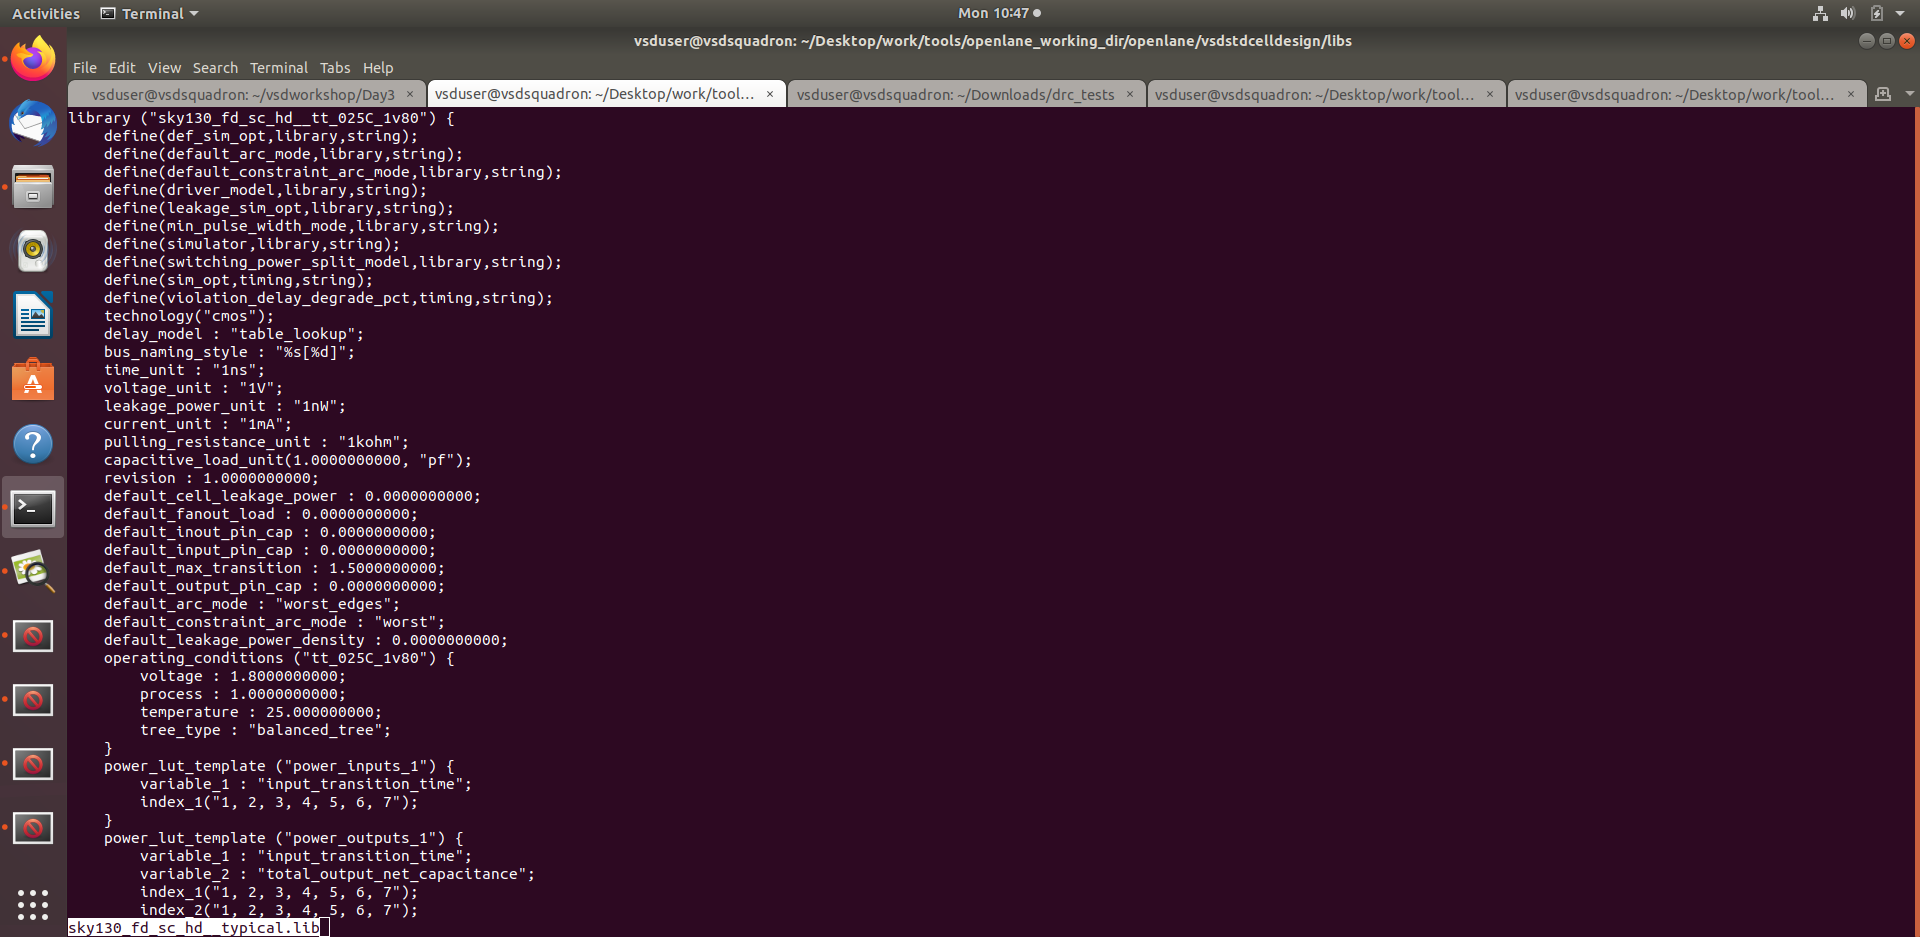 Activities
Terminal
Mon 10:47
vsduser@vsdsquadron: ~/Desktop/work/tools/openlane_working_dir/openlane/vsdstdcelldesign/libs
File Edit View Search Terminal Tabs Help
vsduser@vsdsquadron: ~/vsdworkshop/Day3 ×
vsduser@vsdsquadron: ~/Desktop/work/tool... ×
vsduser@vsdsquadron: ~/Downloads/drc_tests ×
vsduser@vsdsquadron: ~/Desktop/work/tool... ×
vsduser@vsdsquadron: ~/Desktop/work/tool... ×
library ("sky130_fd_sc_hd__tt_025C_1v80") {
    define(def_sim_opt,library,string);
    define(default_arc_mode,library,string);
    define(default_constraint_arc_mode,library,string);
    define(driver_model,library,string);
    define(leakage_sim_opt,library,string);
    define(min_pulse_width_mode,library,string);
    define(simulator,library,string);
    define(switching_power_split_model,library,string);
    define(sim_opt,timing,string);
    define(violation_delay_degrade_pct,timing,string);
    technology("cmos");
    delay_model : "table_lookup";
    bus_naming_style : "%s[%d]";
    time_unit : "1ns";
    voltage_unit : "1V";
    leakage_power_unit : "1nW";
    current_unit : "1mA";
    pulling_resistance_unit : "1kohm";
    capacitive_load_unit(1.0000000000, "pf");
    revision : 1.0000000000;
    default_cell_leakage_power : 0.0000000000;
    default_fanout_load : 0.0000000000;
    default_inout_pin_cap : 0.0000000000;
    default_input_pin_cap : 0.0000000000;
    default_max_transition : 1.5000000000;
    default_output_pin_cap : 0.0000000000;
    default_arc_mode : "worst_edges";
    default_constraint_arc_mode : "worst";
    default_leakage_power_density : 0.0000000000;
    operating_conditions ("tt_025C_1v80") {
        voltage : 1.8000000000;
        process : 1.0000000000;
        temperature : 25.000000000;
        tree_type : "balanced_tree";
    }
    power_lut_template ("power_inputs_1") {
        variable_1 : "input_transition_time";
        index_1("1, 2, 3, 4, 5, 6, 7");
    }
    power_lut_template ("power_outputs_1") {
        variable_1 : "input_transition_time";
        variable_2 : "total_output_net_capacitance";
        index_1("1, 2, 3, 4, 5, 6, 7");
        index_2("1, 2, 3, 4, 5, 6, 7");
sky130_fd_sc_hd__typical.lib